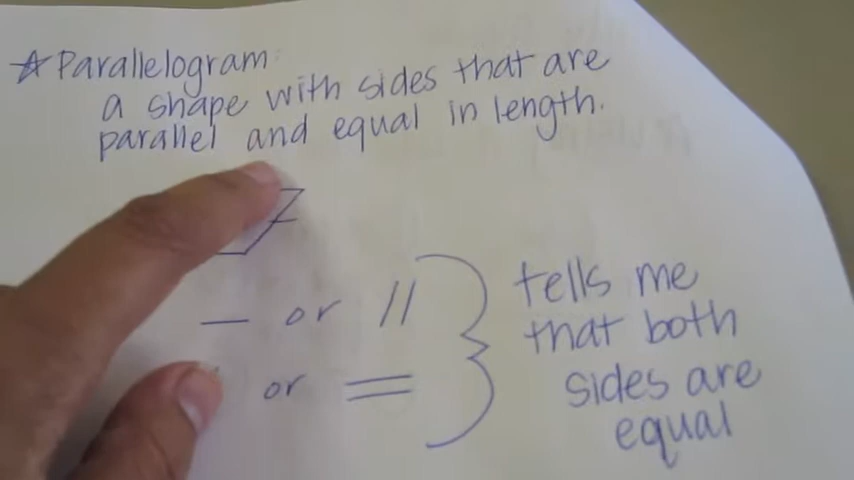 ☆ Parallelogram:
a shape with sides that are
parallel and equal in length.
— or //
or =
tells me
that both
sides are
equal